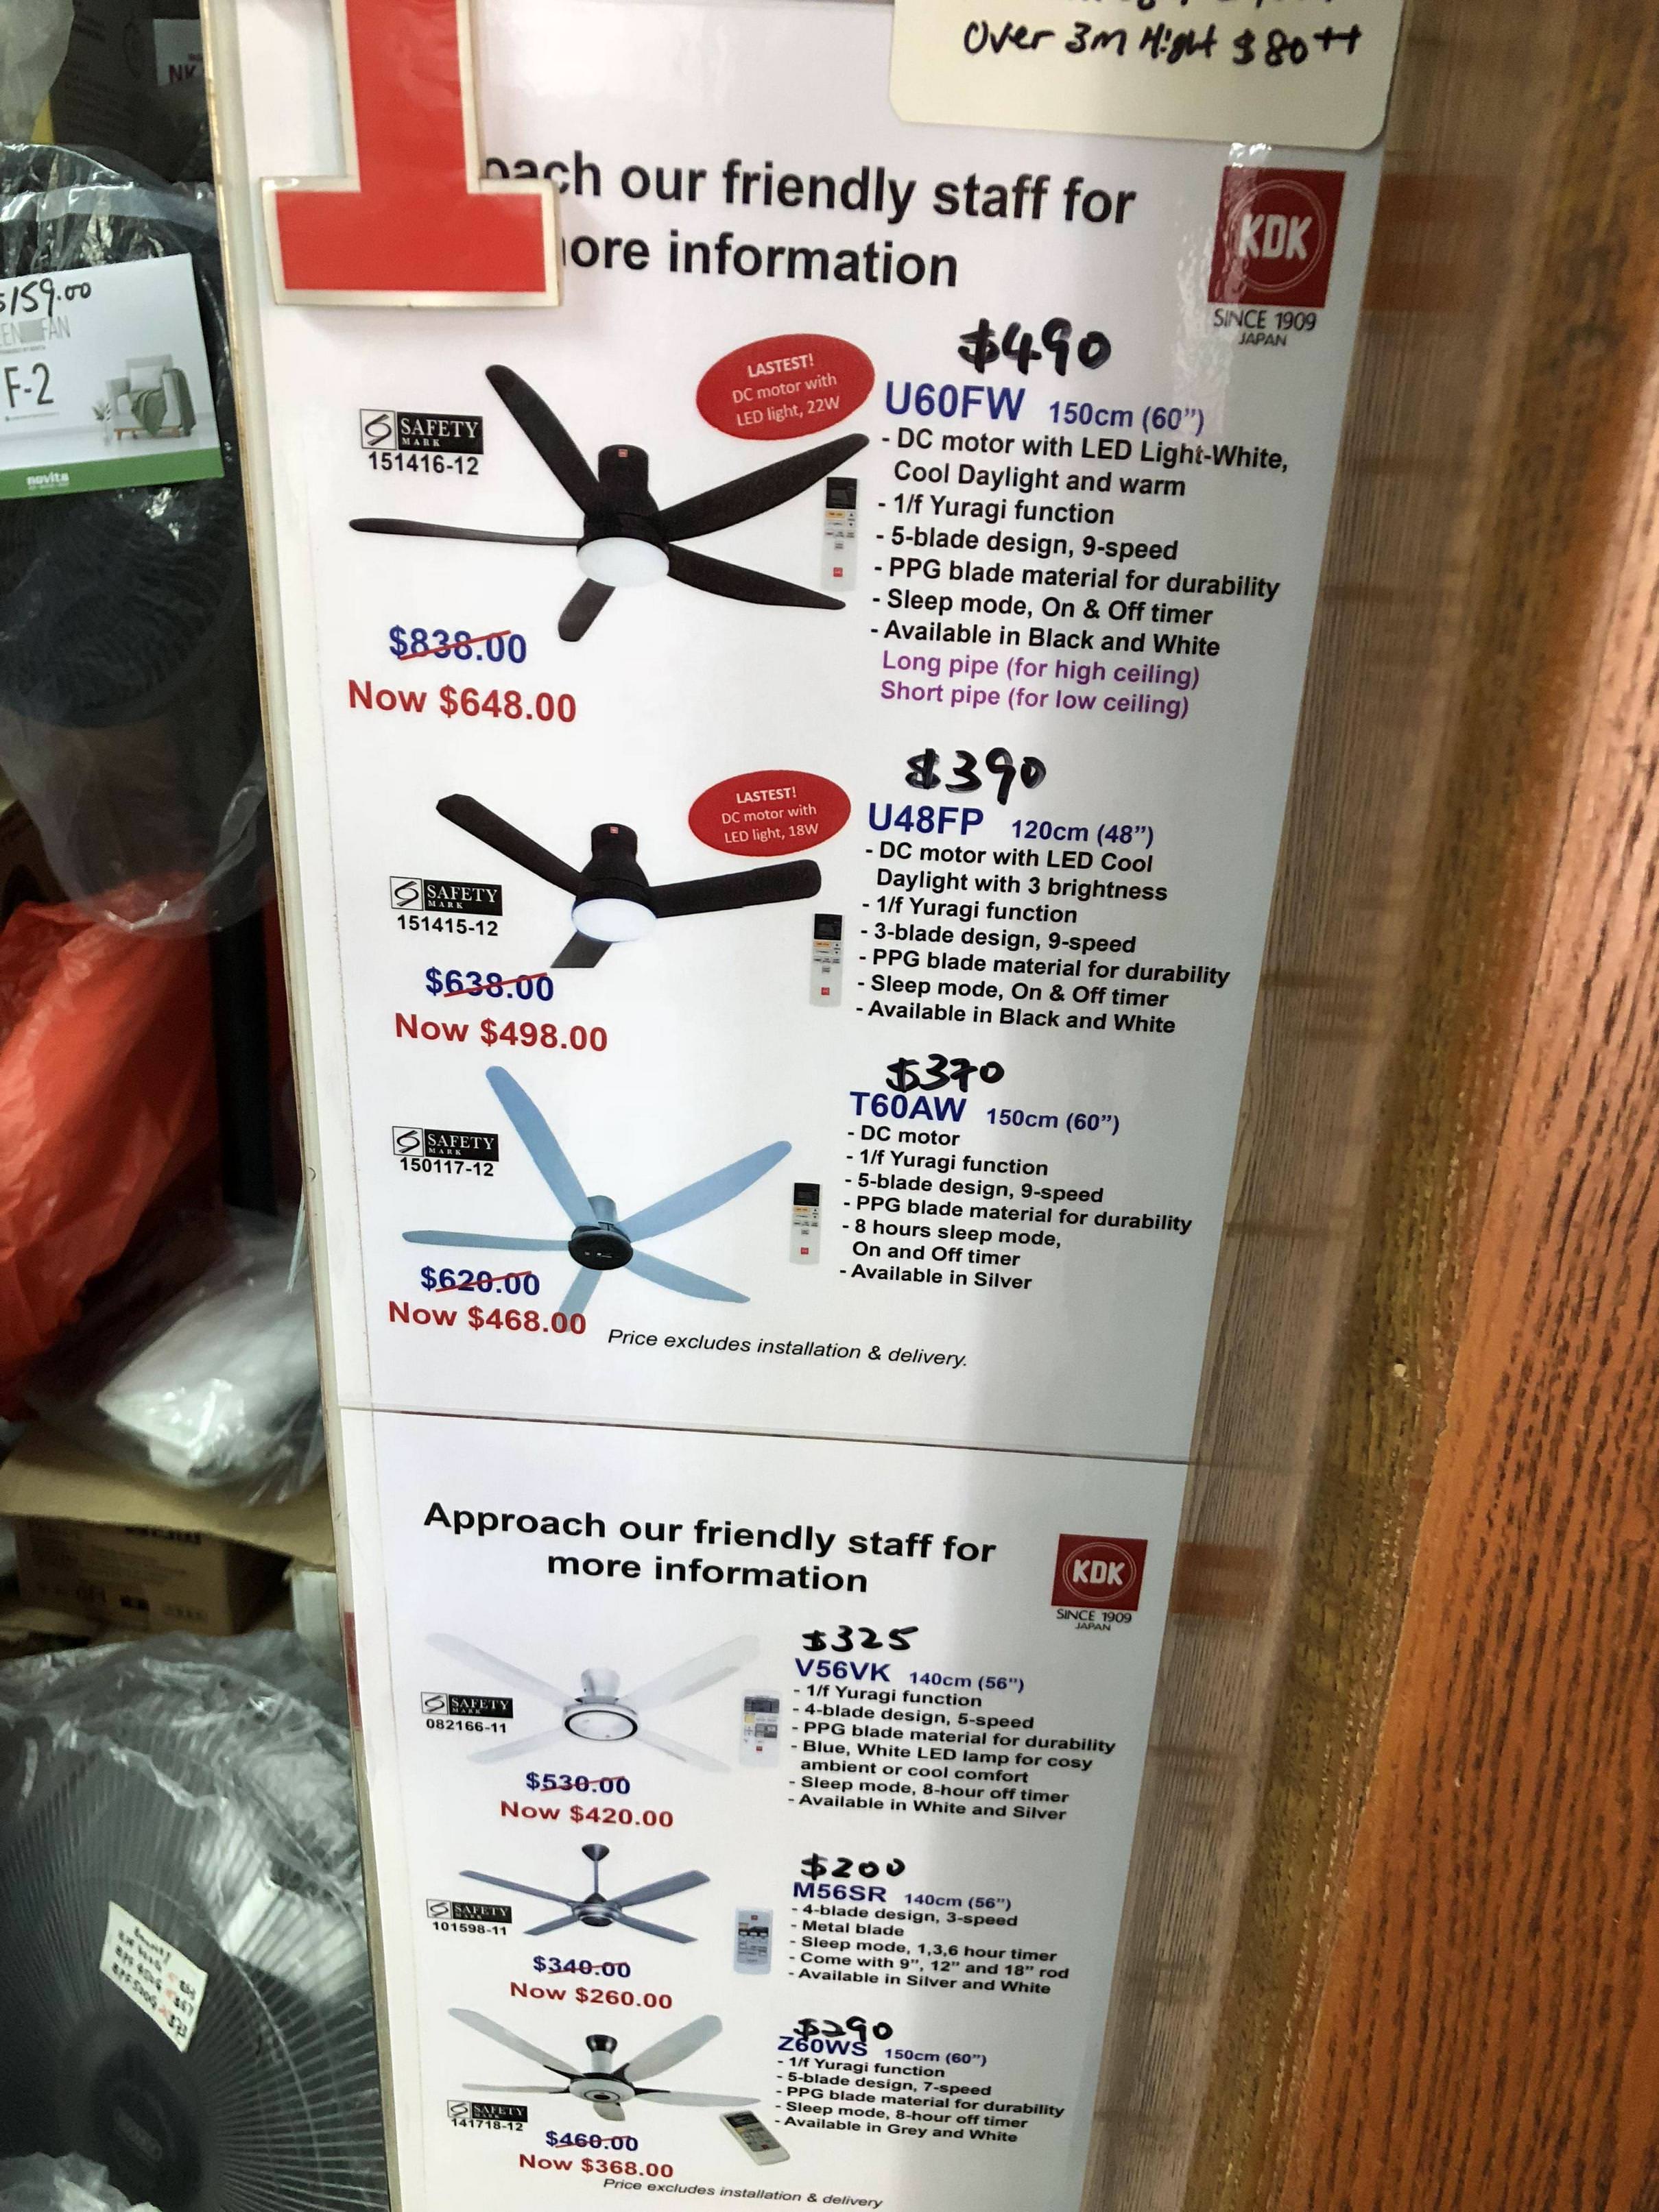 Over 3m Hight $80++
NK
our friendly staff for
information
KDK
SINCE 1909
JAPAN
$159.00
FAN
F-2
novita
$490
LASTEST!
DC motor with
LED light, 22W
U60FW 150cm (60")
SAFETY
MARK
151416-12
- DC motor with LED Light-White,
Cool Daylight and warm
- 1/f Yuragi function
- 5-blade design, 9-speed
- PPG blade material for durability
- Sleep mode, On & Off timer
- Available in Black and White
Long pipe (for high ceiling)
Short pipe (for low ceiling)
$838.00
Now $648.00
$390
LASTEST!
DC motor with
LED light, 18W
U48FP 120cm (48")
SAFETY
MARK
151415-12
- DC motor with LED Cool
Daylight with 3 brightness
- 1/f Yuragi function
- 3-blade design, 9-speed
- PPG blade material for durability
- Sleep mode, On & Off timer
- Available in Black and White
$638.00
Now $498.00
$370
T60AW 150cm (60")
SAFETY
MARK
150117-12
- DC motor
- 1/f Yuragi function
- 5-blade design, 9-speed
- PPG blade material for durability
- 8 hours sleep mode,
On and Off timer
- Available in Silver
$620.00
Now $468.00
Price excludes installation & delivery.
Approach our friendly staff for
more information
KDK
SINCE 1909
JAPAN
$325
V56VK 140cm (56")
SAFETY
MARK
082166-11
- 1/f Yuragi function
- 4-blade design, 5-speed
- PPG blade material for durability
- Blue, White LED lamp for cosy
ambient or cool comfort
- Sleep mode, 8-hour off timer
- Available in White and Silver
$530.00
Now $420.00
$200
M56SR 140cm (56")
SAFETY
MARK
101598-11
- 4-blade design, 3-speed
- Metal blade
- Sleep mode, 1,3,6 hour timer
- Come with 9", 12" and 18" rod
- Available in Silver and White
$340.00
Now $260.00
$290
Z60WS 150cm (60")
SAFETY
MARK
141718-12
- 1/f Yuragi function
- 5-blade design, 7-speed
- PPG blade material for durability
- Sleep mode, 8-hour off timer
- Available in Grey and White
$460.00
Now $368.00
Price excludes installation & delivery